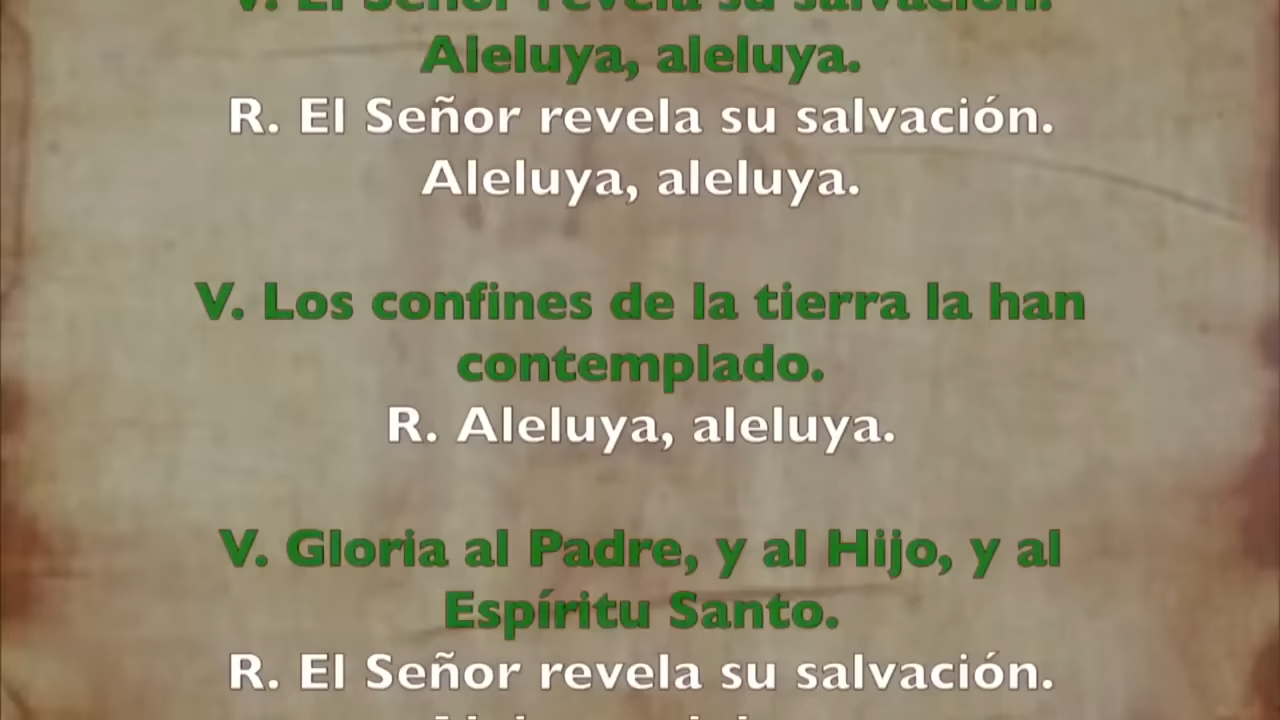 V. El Señor revela su salvación.
Aleluya, aleluya.
R. El Señor revela su salvación.
Aleluya, aleluya.
V. Los confines de la tierra la han
contemplado.
R. Aleluya, aleluya.
V. Gloria al Padre, y al Hijo, y al
Espíritu Santo.
R. El Señor revela su salvación.